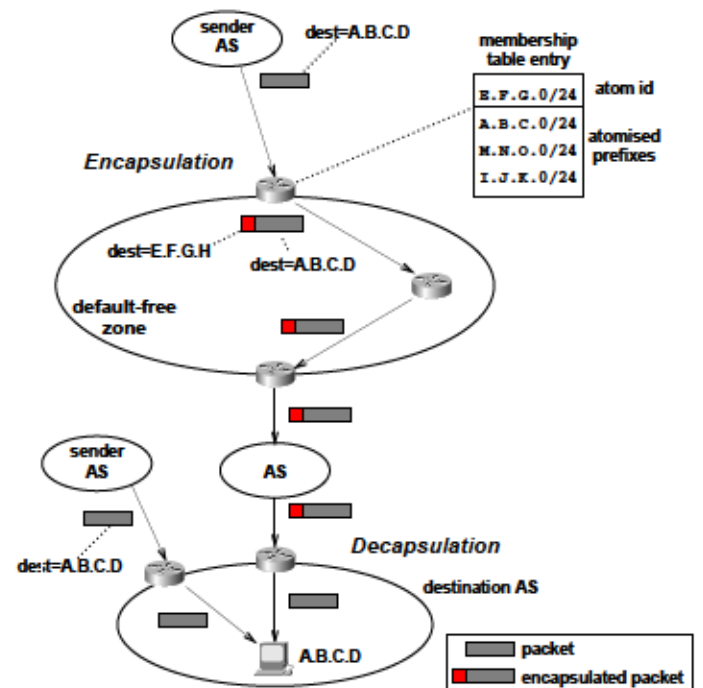 sender
AS
dest=A.B.C.D
membership
table entry
E.F.G.0/24
atom id
A.B.C.0/24
M.N.O.0/24
I.J.K.0/24
atomised
prefixes
Encapsulation
dest=E.F.G.H
dest=A.B.C.D
default-free
zone
sender
AS
AS
dest=A.B.C.D
Decapsulation
destination AS
A.B.C.D
packet
encapsulated packet